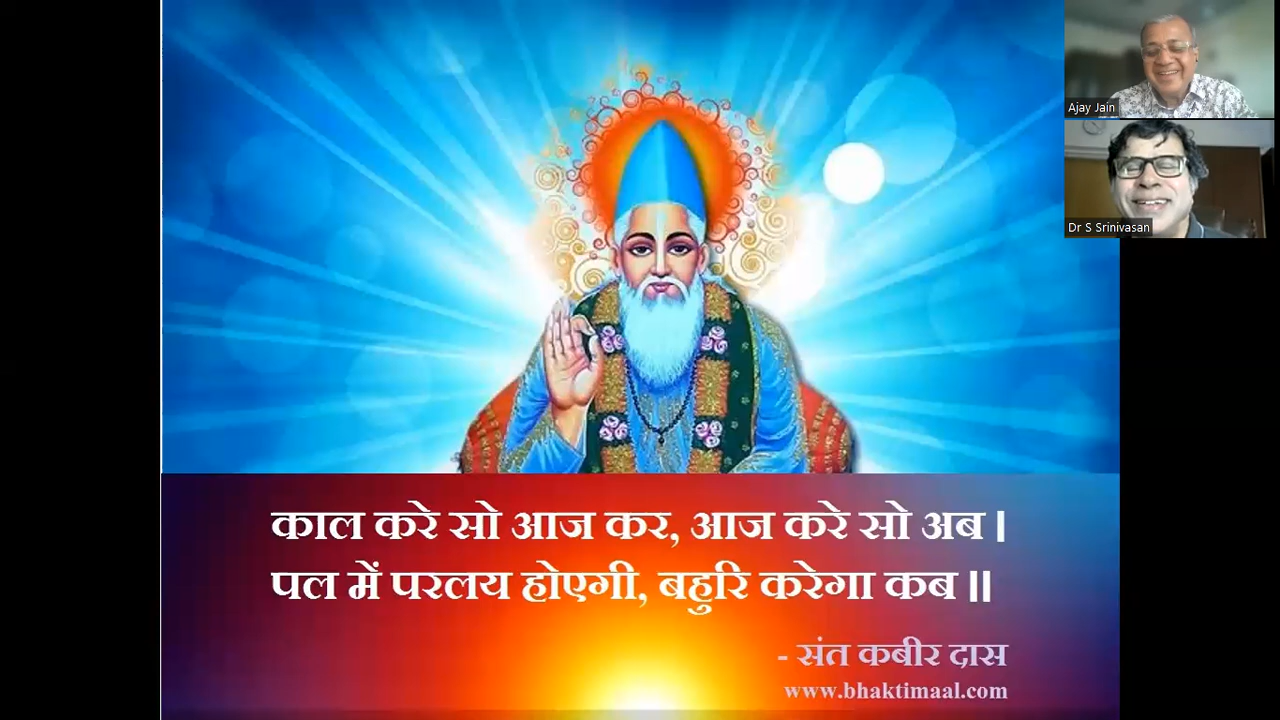 Ajay Jain
Dr S Srinivasan
काल करे सो आज कर, आज करे सो अब |
पल में परलय होएगी, बहुरि करेगा कब ||
- संत कबीर दास
www.bhaktimaal.com